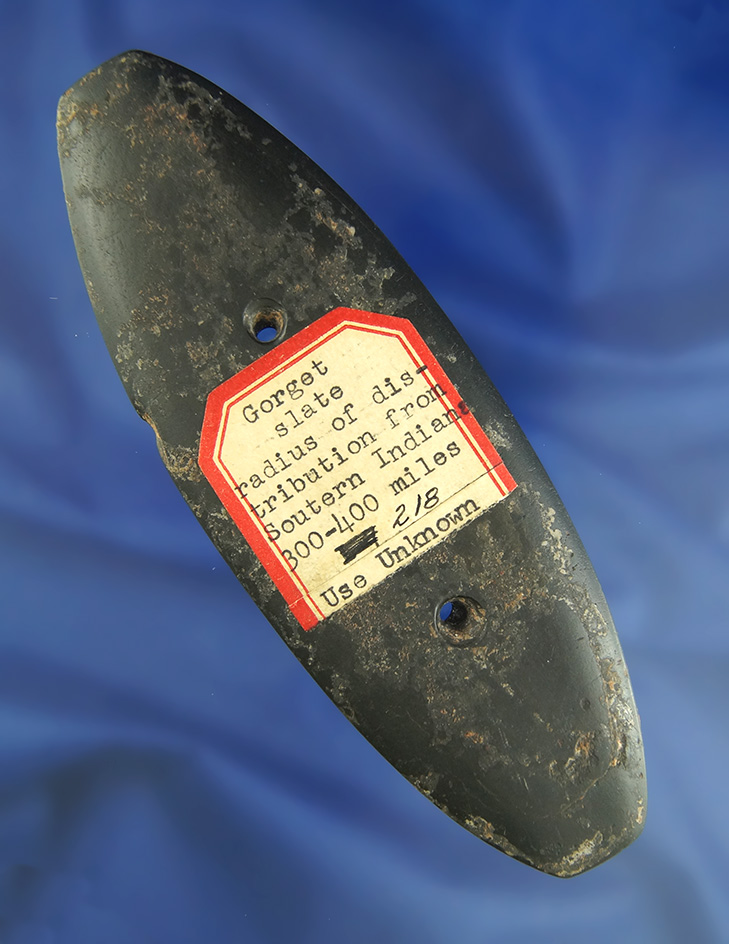 Gorget
slate
radius of dis-
tribution from
Soutern Indiana
300-400 miles
218
Use Unknown